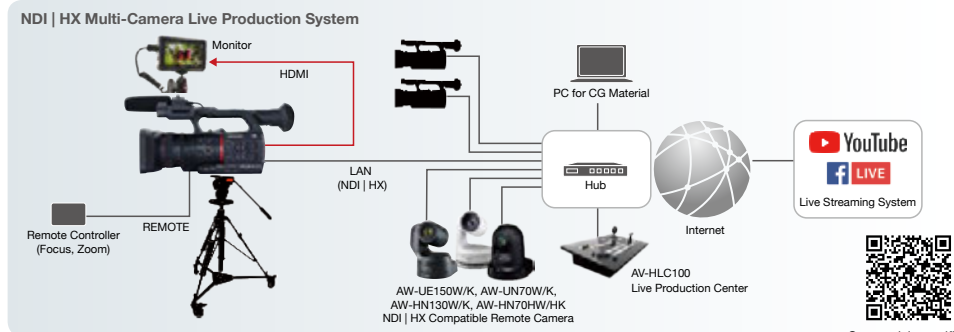 NDI | HX Multi-Camera Live Production System
Monitor
HDMI
PC for CG Material
LAN
(NDI | HX)
Hub
YouTube
f LIVE
Live Streaming System
Internet
REMOTE
Remote Controller
(Focus, Zoom)
AV-HLC100
Live Production Center
AW-UE150W/K, AW-UN70W/K,
AW-HN130W/K, AW-HN70HW/HK
NDI | HX Compatible Remote Camera